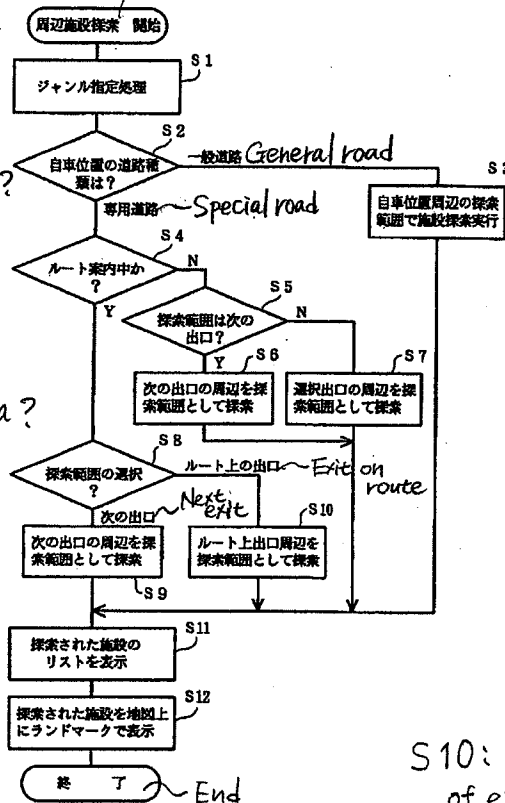 周辺施設探索 開始
S1
ジャンル指定処理
S2
自車位置の道路種
類は?
?
一般道路 General road
専用道路 Special road
S3
自車位置周辺の探索
範囲で施設探索実行
S4
ルート案内中か
?
N
Y
S5
探索範囲は次の
出口?
N
Y
S6
次の出口の周辺を探
索範囲として探索
S7
選択出口の周辺を探
索範囲として探索
a?
S8
探索範囲の選択
?
ルート上の出口 Exit on
route
次の出口 Next
exit
次の出口の周辺を探
索範囲として探索
S9
S10
ルート上出口周辺を
探索範囲として探索
S11
探索された施設の
リストを表示
S12
探索された施設を地図上
にランドマークで表示
終 了 End
S10: